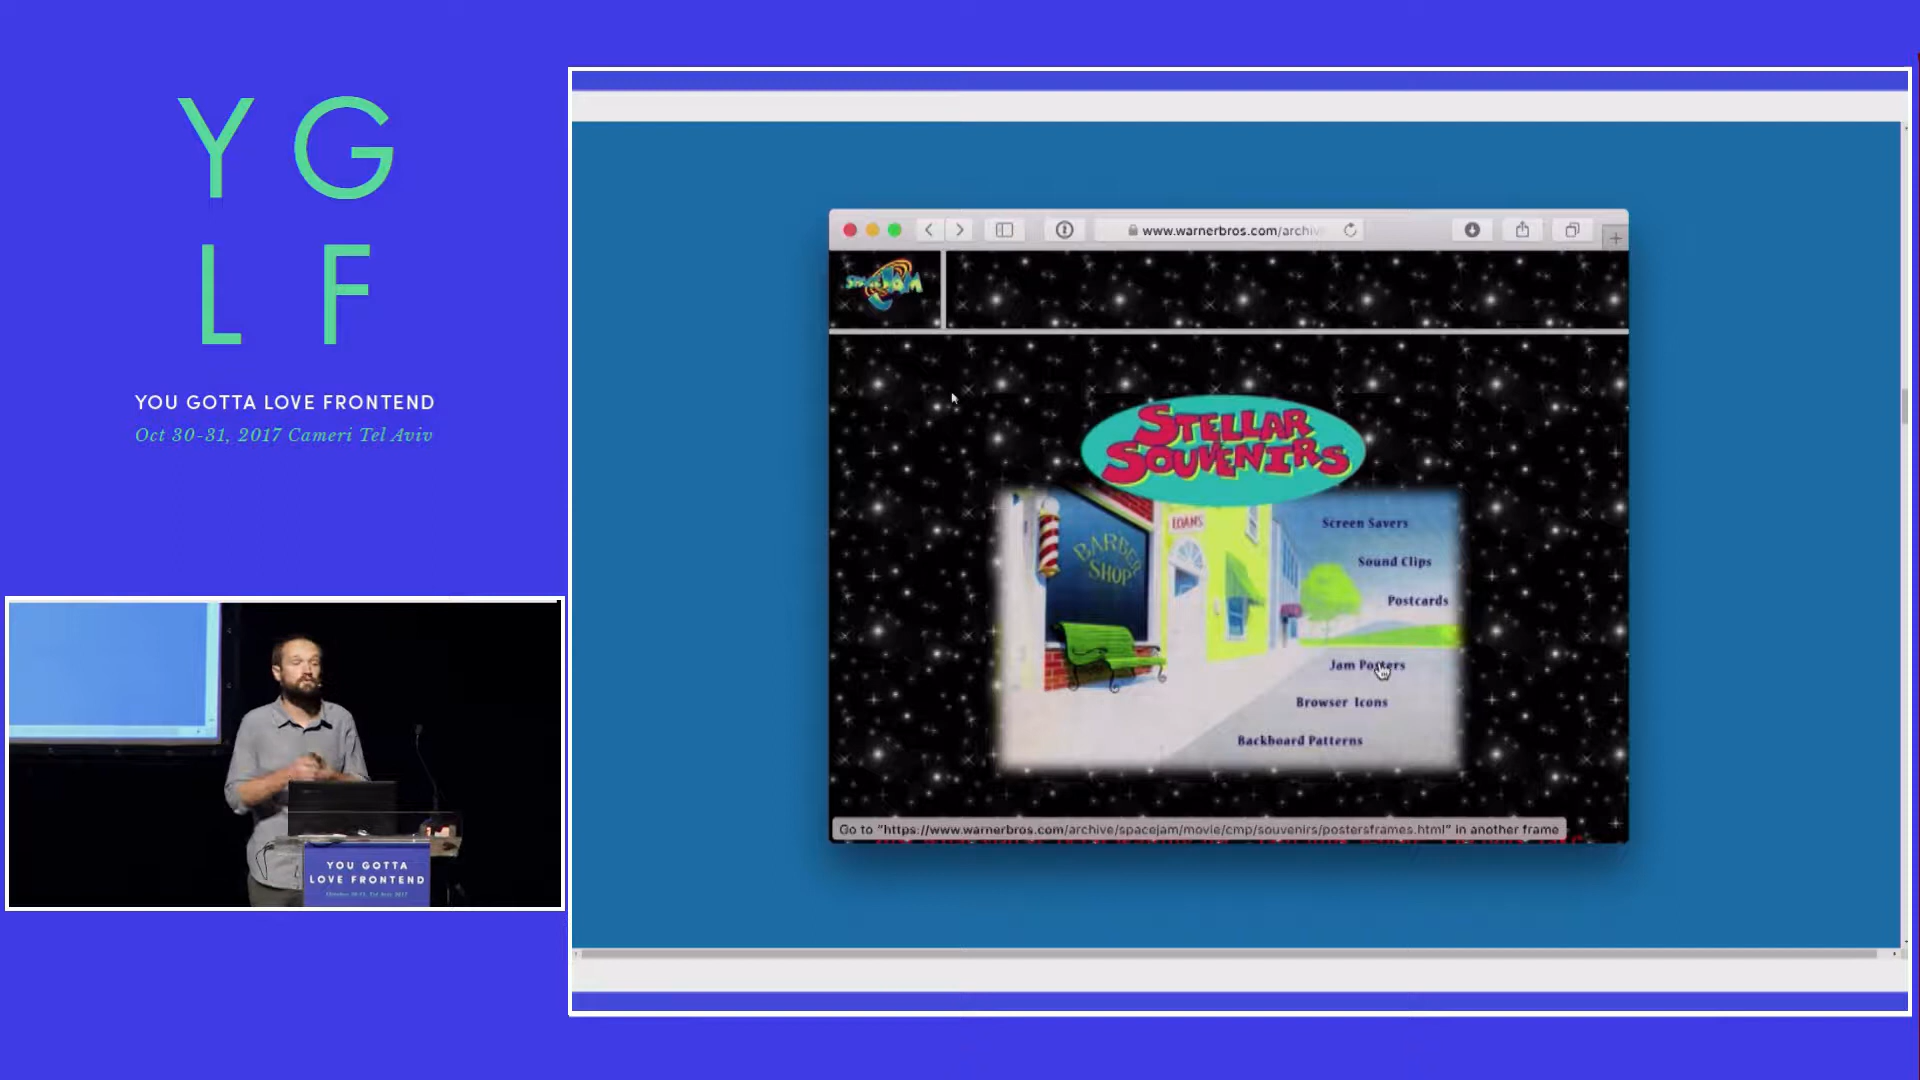 Y G
L F
YOU GOTTA LOVE FRONTEND
Oct 30-31, 2017 Cameri Tel Aviv
www.warnerbros.com/archiv
SPACE JAM
STELLAR
SOUVENIRS
LOANS
BARBER
SHOP
Screen Savers
Sound Clips
Postcards
Jam Posters
Browser Icons
Backboard Patterns
Go to "https://www.warnerbros.com/archive/spacejam/movie/cmp/souvenirs/postersframes.html" in another frame
YOU GOTTA
LOVE FRONTEND